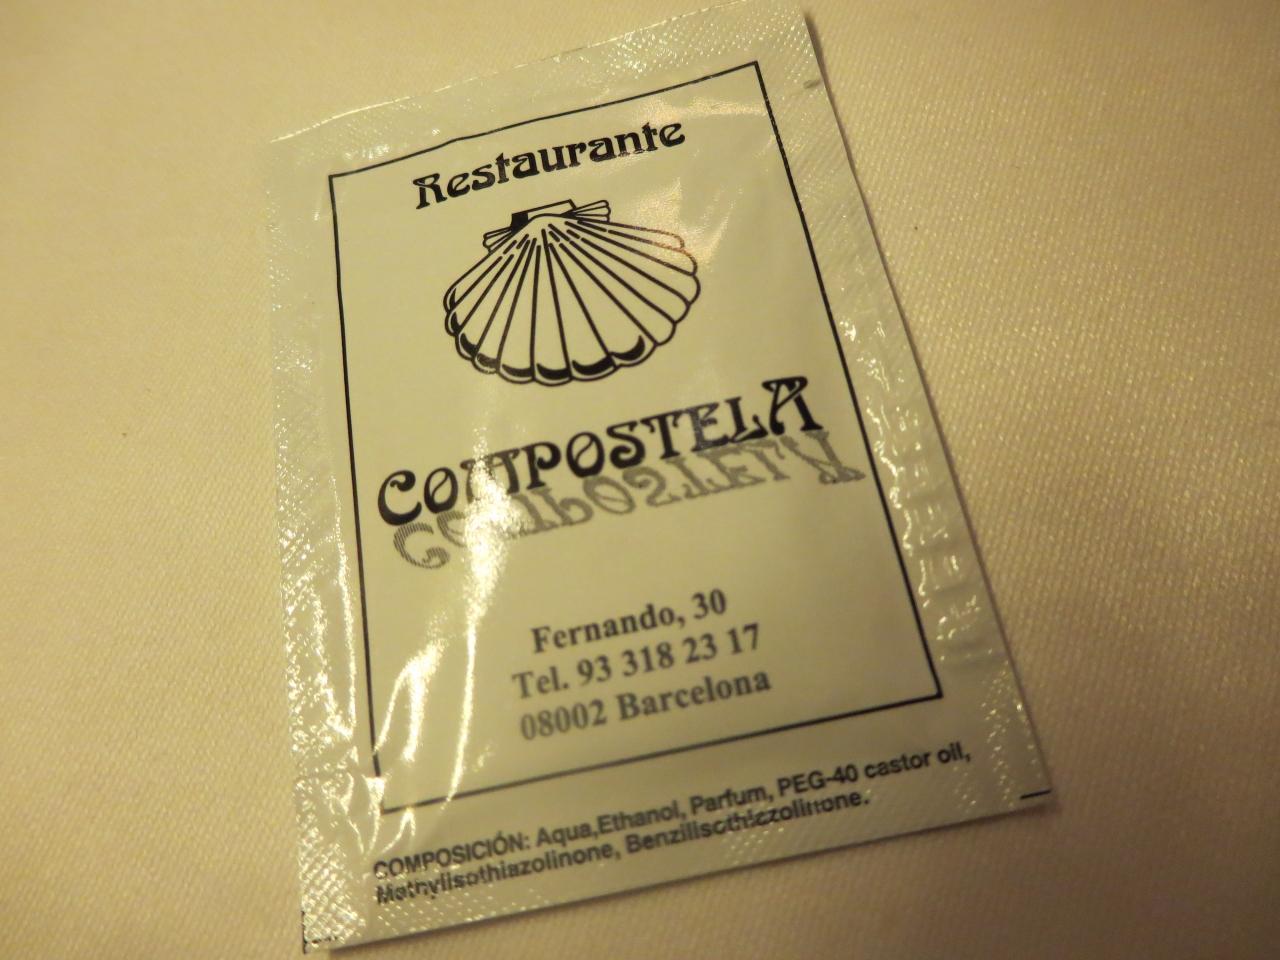 Restaurante
COMPOSTELA
Fernando, 30
Tel. 93 318 23 17
08002 Barcelona
COMPOSICIÓN: Aqua,Ethanol, Parfum, PEG-40 castor oil,
Methylisothiazolinone, Benzilisothiazolinone.